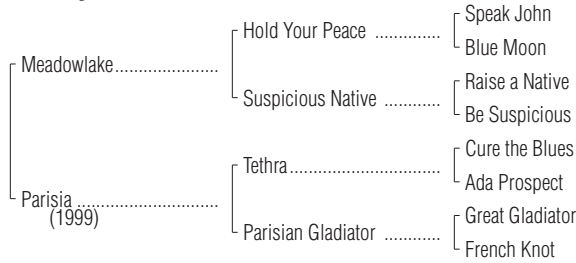 Speak John
Hold Your Peace ..............
Blue Moon
Meadowlake......................
Raise a Native
Suspicious Native ............
Be Suspicious
Cure the Blues
Tethra................................
Ada Prospect
Parisia ..............................
(1999)
Great Gladiator
Parisian Gladiator ............
French Knot